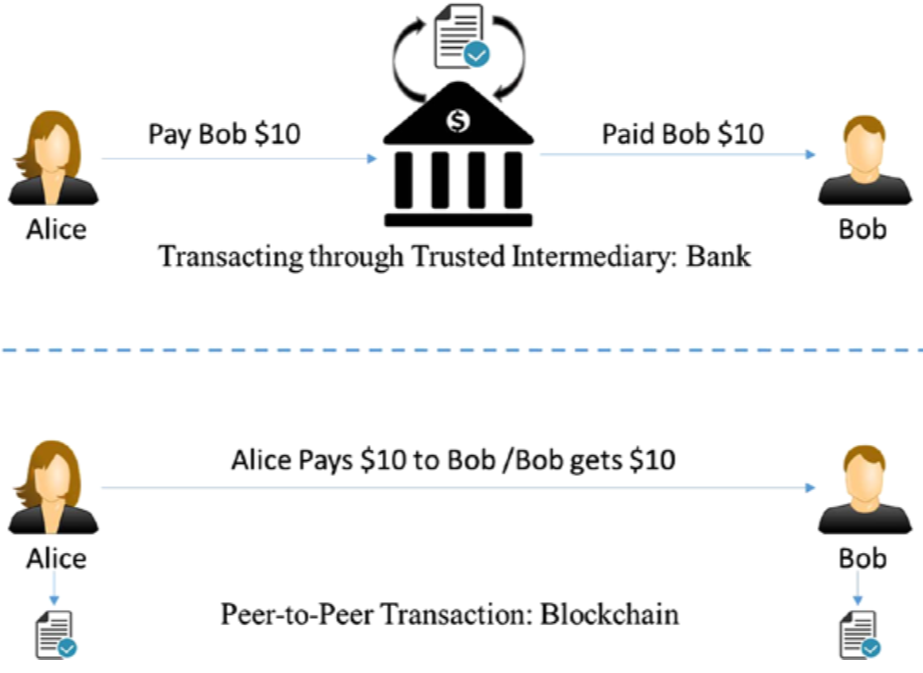 $
Pay Bob $10
Paid Bob $10
Alice
Bob
Transacting through Trusted Intermediary: Bank
Alice Pays $10 to Bob /Bob gets $10
Alice
Bob
Peer-to-Peer Transaction: Blockchain